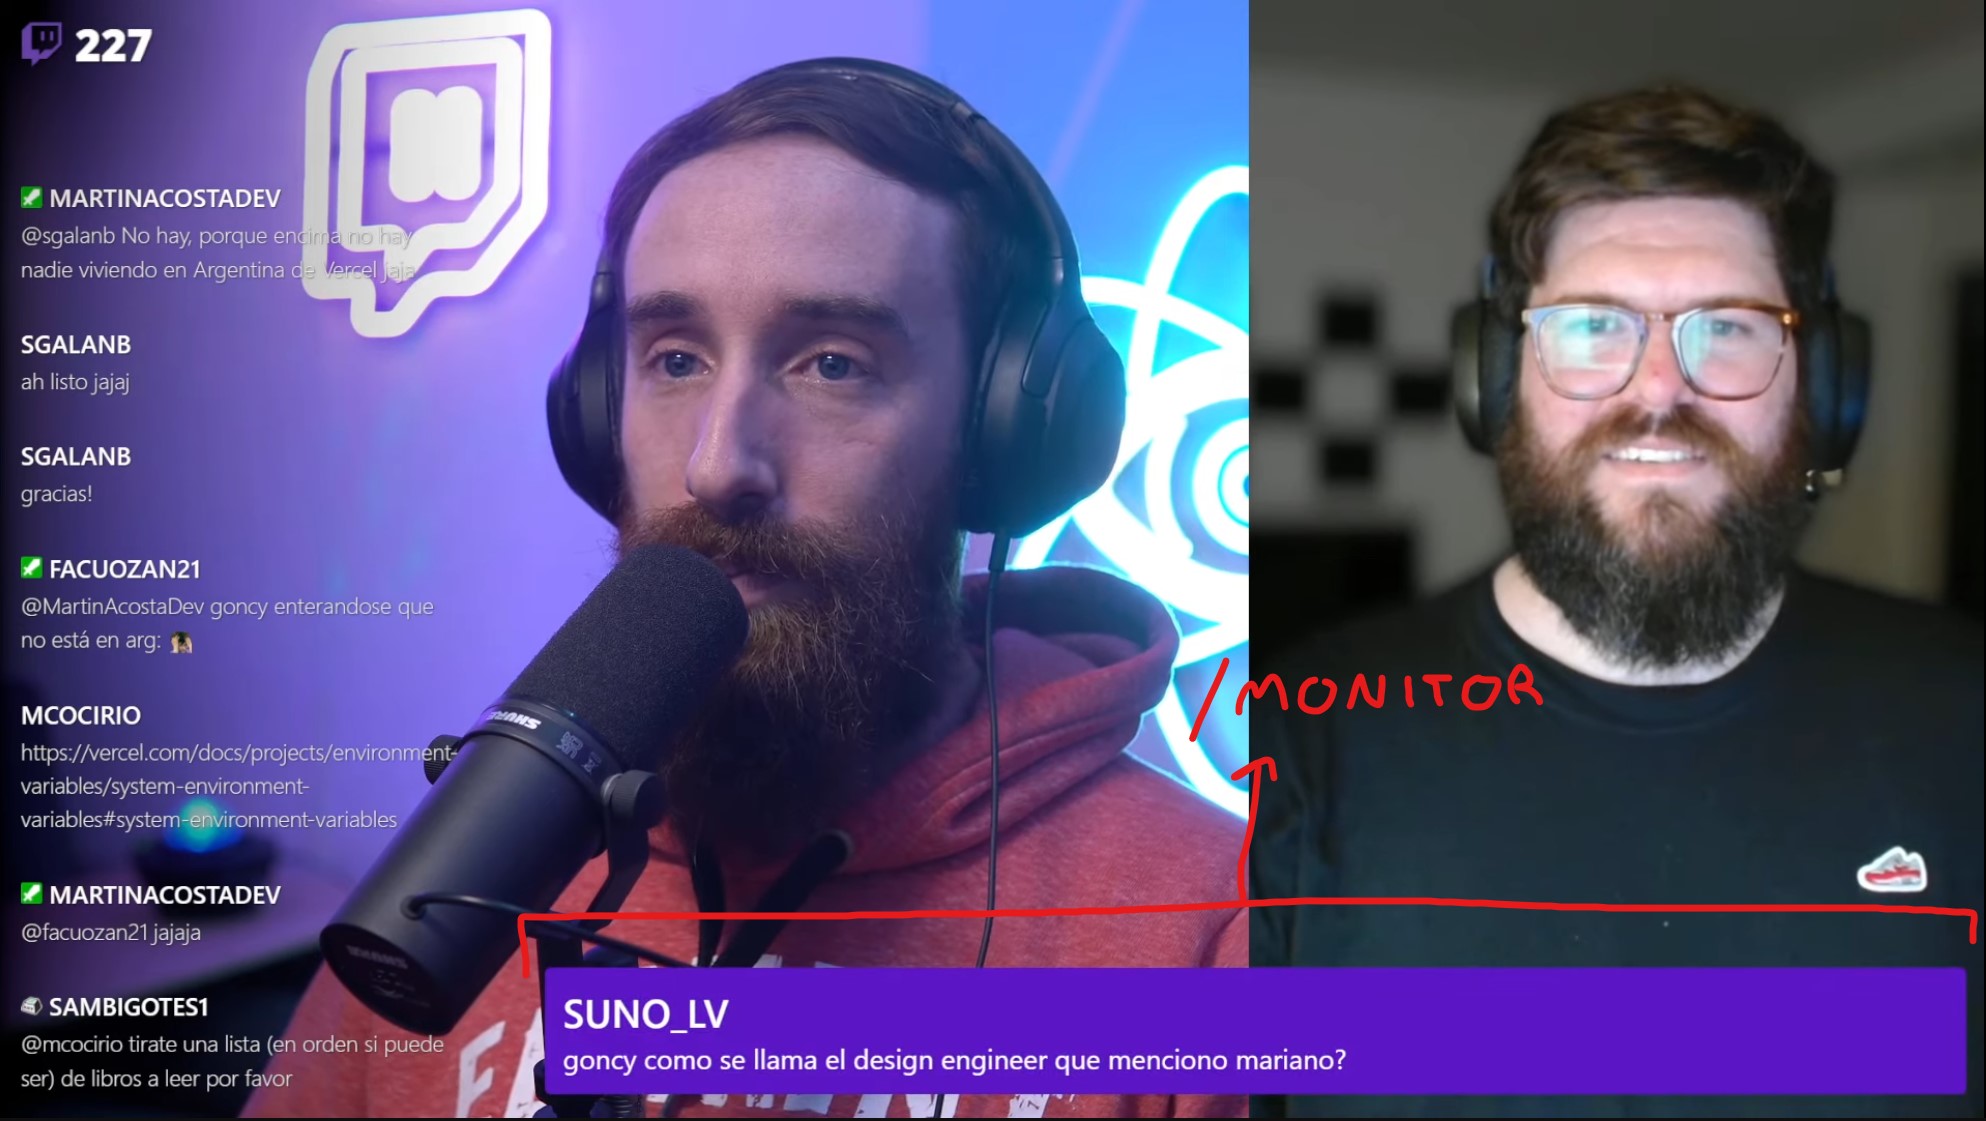 227
MARTINACOSTADEV
@sgalanb No hay, porque encima no hay
nadie viviendo en Argentina de Vercel jaja
SGALANB
ah listo jajaj
SGALANB
gracias!
FACUOZAN21
@MartinAcostaDev goncy enterandose que
no está en arg:
MCOCIRIO
https://vercel.com/docs/projects/environment-
variables/system-environment-
variables#system-environment-variables
MARTINACOSTADEV
@facuozan21 jajaja
SAMBIGOTES1
@mcocirio tirate una lista (en orden si puede
ser) de libros a leer por favor
SHURE
/MONITOR
SUNO_LV
goncy como se llama el design engineer que menciono mariano?